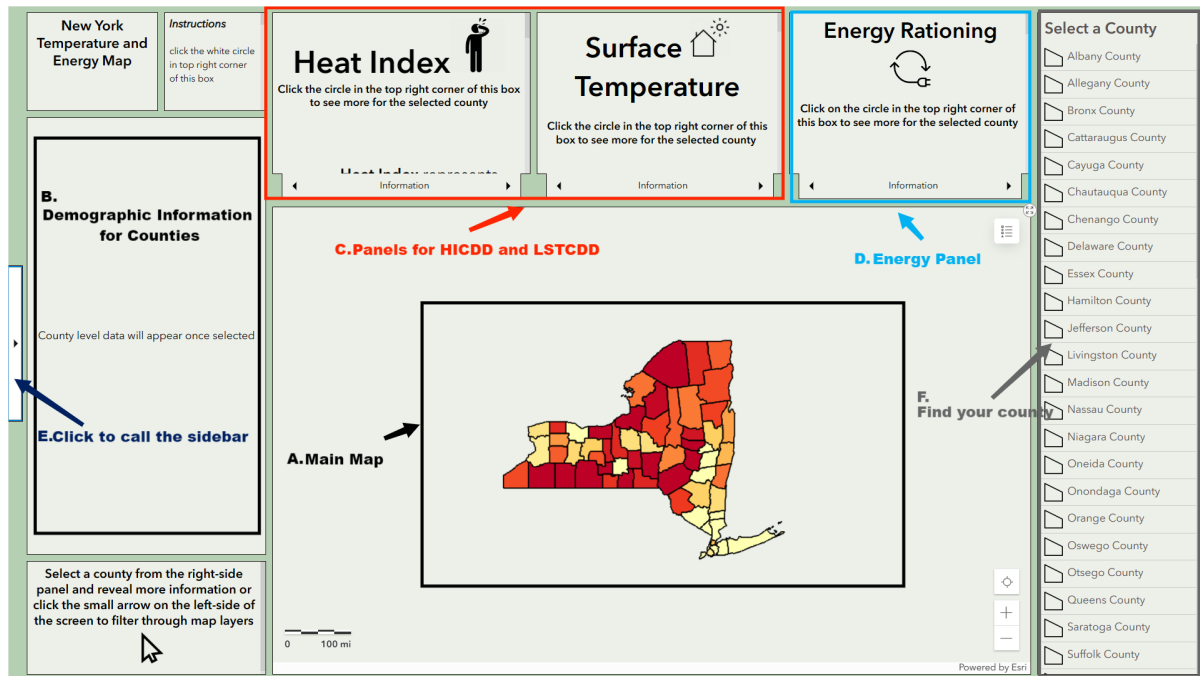 New York
Temperature and
Energy Map
Instructions
click the white circle
in top right corner
of this box
Heat Index
Click the circle in the top right corner of this box
to see more for the selected county
Heat Index represents
Information
Surface
Temperature
Click the circle in the top right corner of this
box to see more for the selected county
Information
Energy Rationing
Click on the circle in the top right corner of
this box to see more for the selected county
Information
B.
Demographic Information
for Counties
County level data will appear once selected
E.Click to call the sidebar
Select a county from the right-side
panel and reveal more information or
click the small arrow on the left-side of
the screen to filter through map layers
C.Panels for HICDD and LSTCDD
D.Energy Panel
A.Main Map
F.
Find your county
0 100 mi
Powered by Esri
Select a County
Albany County
Allegany County
Bronx County
Cattaraugus County
Cayuga County
Chautauqua County
Chenango County
Delaware County
Essex County
Hamilton County
Jefferson County
Livingston County
Madison County
Nassau County
Niagara County
Oneida County
Onondaga County
Orange County
Oswego County
Otsego County
Queens County
Saratoga County
Suffolk County